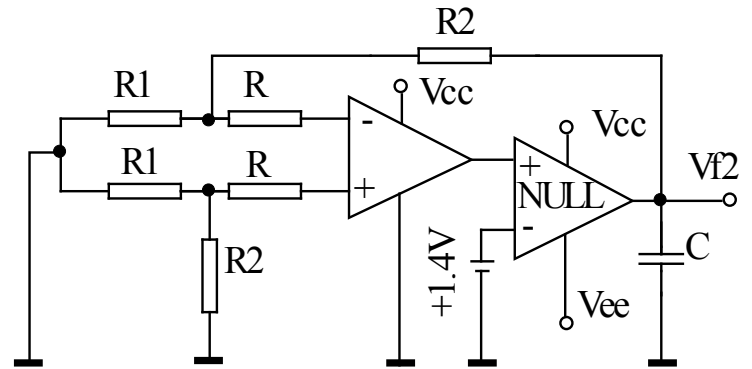 R2
R1
R
Vcc
-
Vcc
R1
R
+
+
NULL
-
Vf2
R2
+1.4V
C
Vee